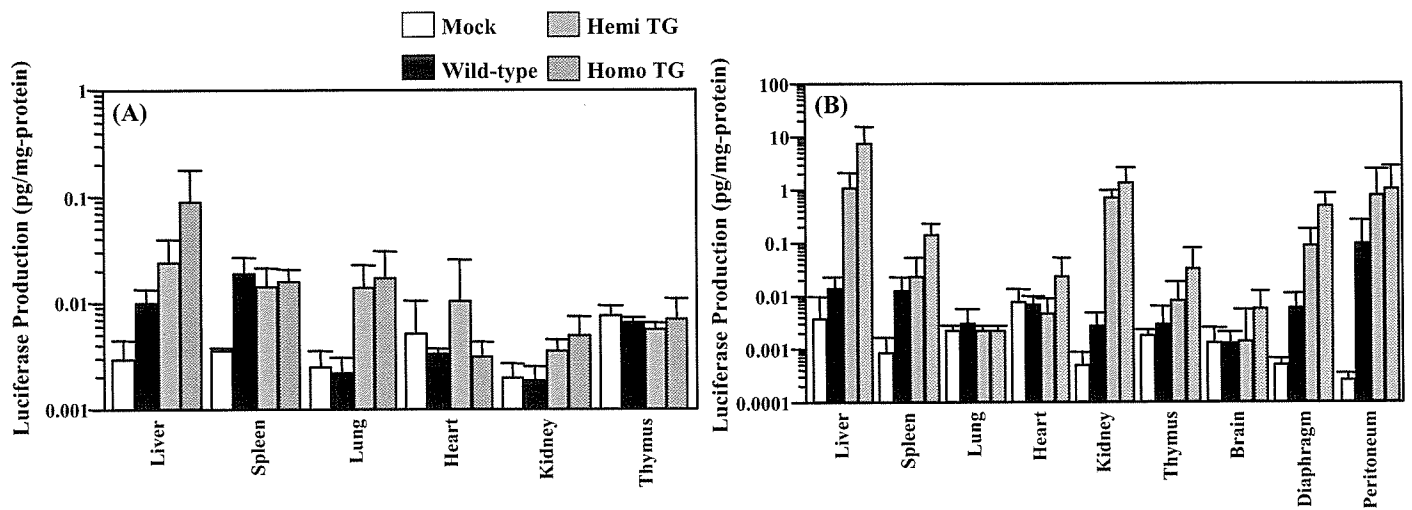 Mock
Hemi TG
Wild-type
Homo TG
Luciferase Production (pg/mg-protein)
(A)
1
0.1
0.01
0.001
Liver
Spleen
Lung
Heart
Kidney
Thymus
Luciferase Production (pg/mg-protein)
(B)
100
10
1
0.1
0.01
0.001
0.0001
Liver
Spleen
Lung
Heart
Kidney
Thymus
Brain
Diaphragm
Peritoneum